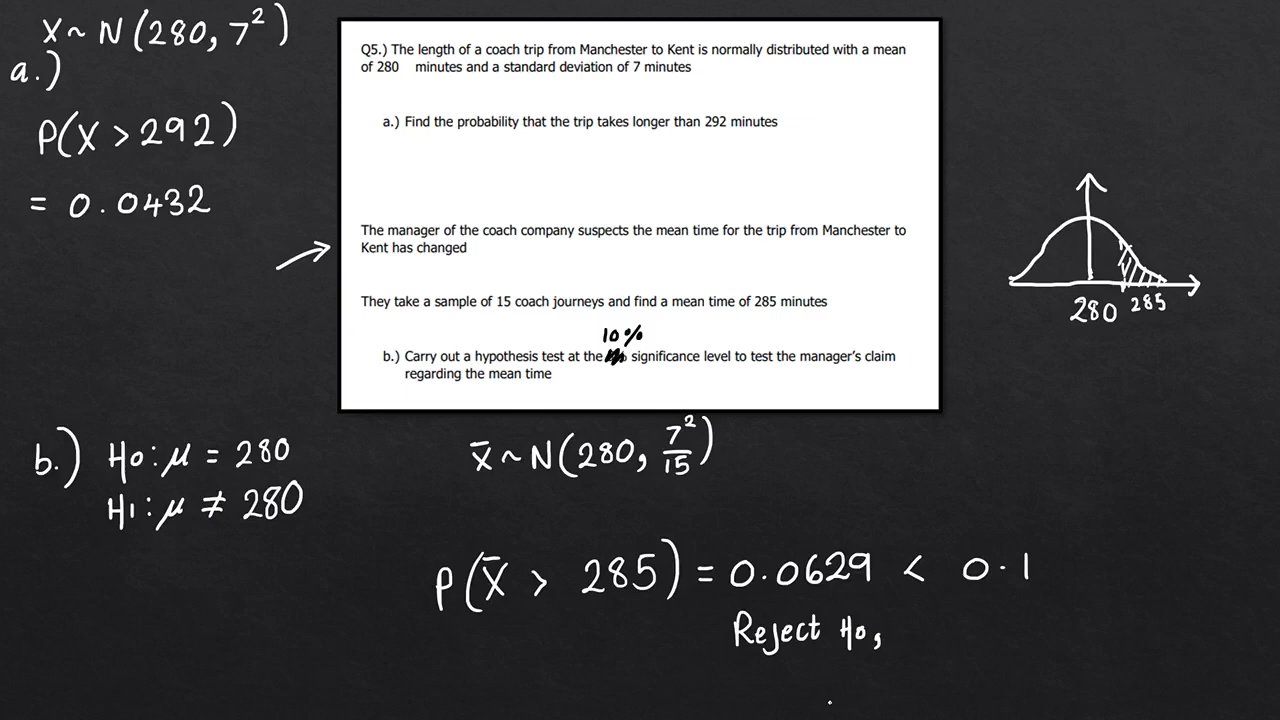 X ~ N(280, 7²)
a.)
P(X > 292)
= 0.0432
Q5.) The length of a coach trip from Manchester to Kent is normally distributed with a mean
of 280 minutes and a standard deviation of 7 minutes
a.) Find the probability that the trip takes longer than 292 minutes
The manager of the coach company suspects the mean time for the trip from Manchester to
Kent has changed
They take a sample of 15 coach journeys and find a mean time of 285 minutes
10%
b.) Carry out a hypothesis test at the significance level to test the manager's claim
regarding the mean time
280 285
b.) H0 : μ = 280
H1 : μ ≠ 280
X̄ ~ N(280, 7²/15)
P(X̄ > 285) = 0.0629 < 0.1
Reject H0,